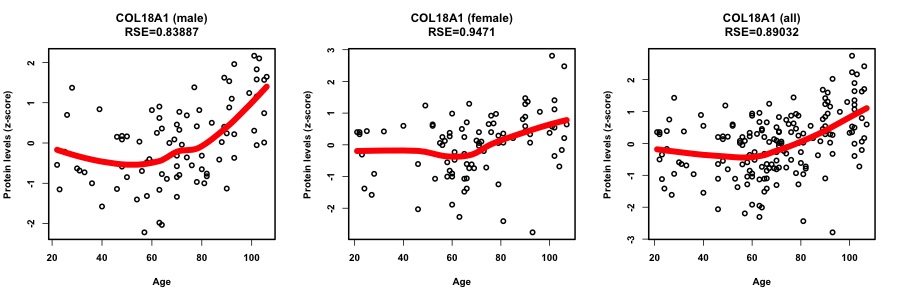 COL18A1 (male)
RSE=0.83887
Protein levels (z-score)
2
1
0
-1
-2
20 40 60 80 100
Age
COL18A1 (female)
RSE=0.9471
Protein levels (z-score)
3
2
1
0
-1
-2
20 40 60 80 100
Age
COL18A1 (all)
RSE=0.89032
Protein levels (z-score)
2
1
0
-1
-2
-3
20 40 60 80 100
Age